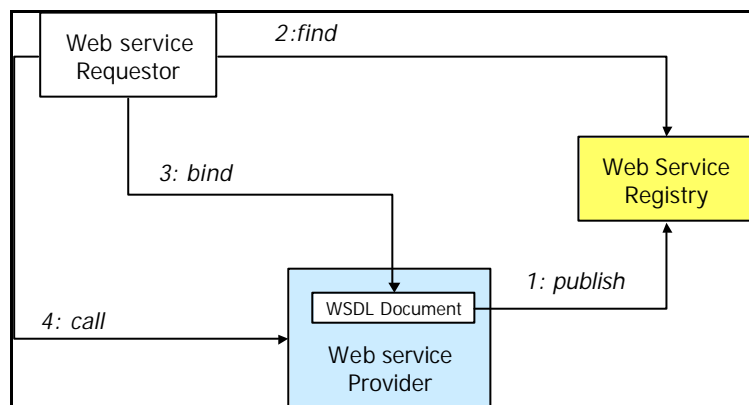 Web service
Requestor
2:find
3: bind
Web Service
Registry
1: publish
WSDL Document
4: call
Web service
Provider